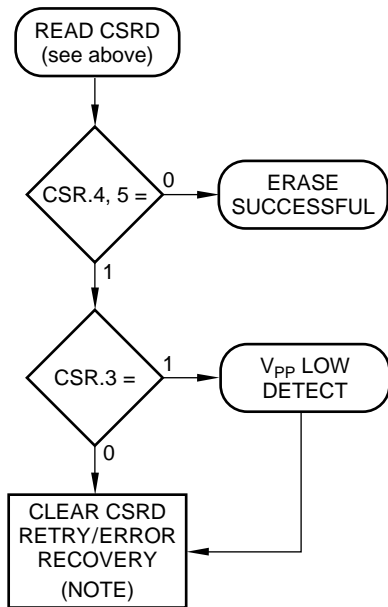 READ CSRD
(see above)
CSR.4, 5 =
0
ERASE
SUCCESSFUL
1
CSR.3 =
1
VPP LOW
DETECT
0
CLEAR CSRD
RETRY/ERROR
RECOVERY
(NOTE)